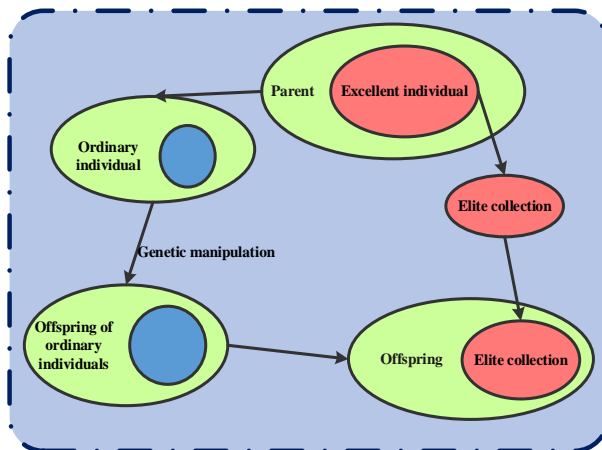 Parent
Excellent individual
Ordinary
individual
Elite collection
Genetic manipulation
Offspring of
ordinary
individuals
Offspring
Elite collection